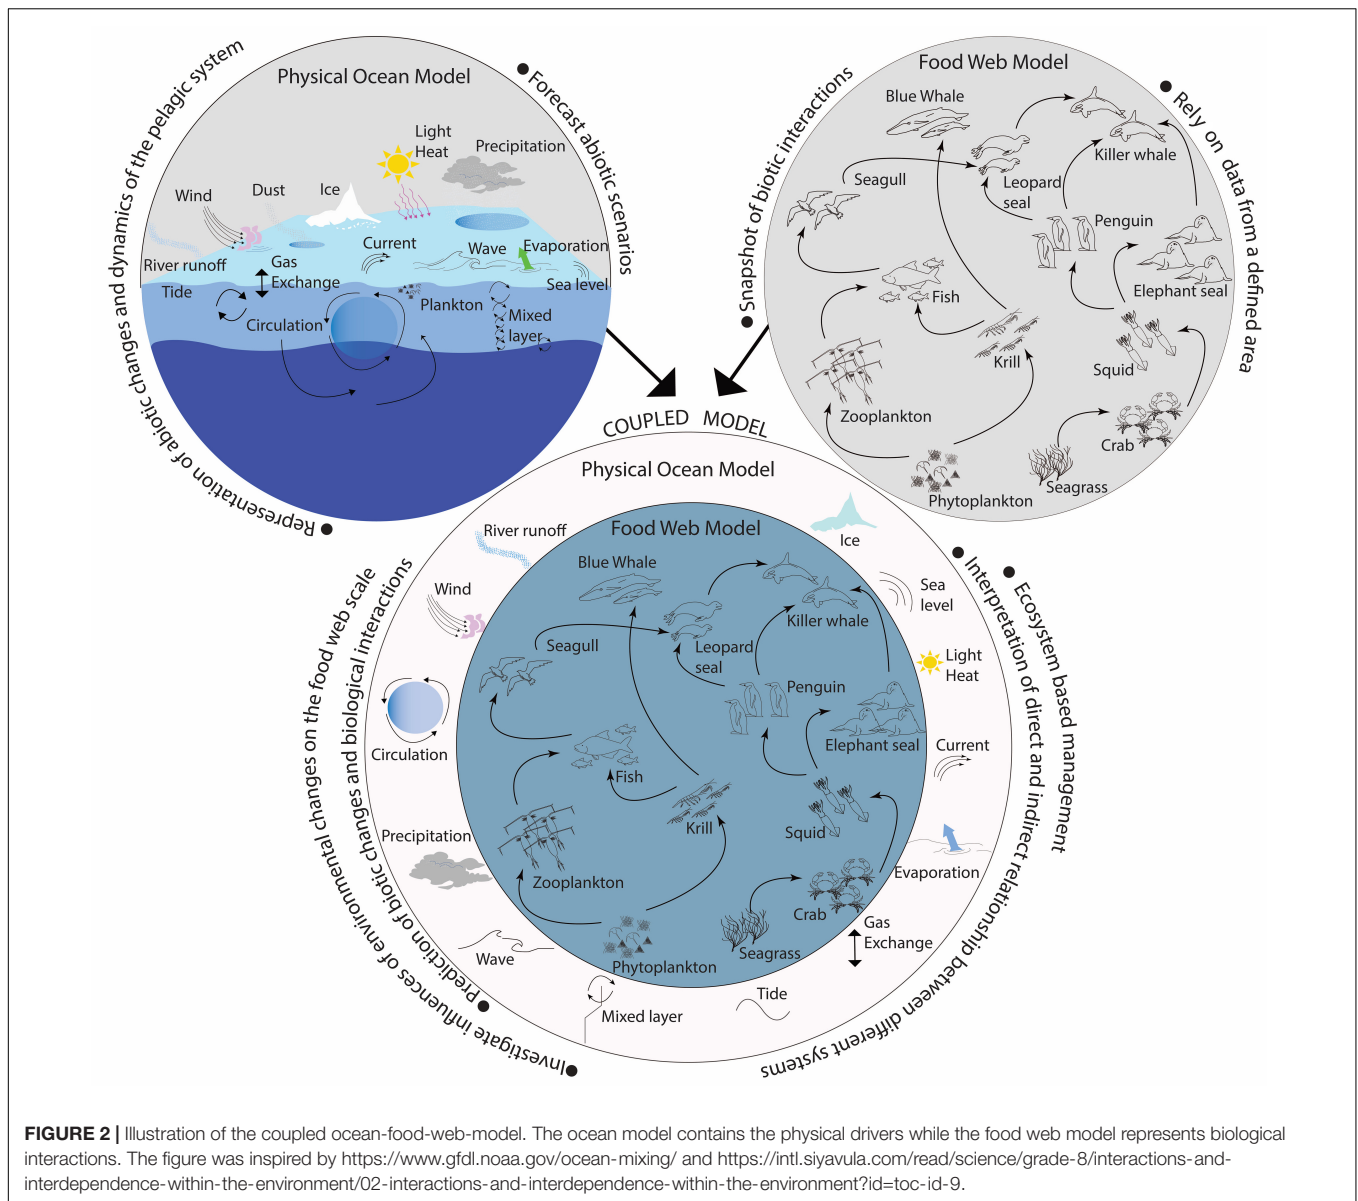 Physical Ocean Model
Representation of abiotic changes and dynamics of the pelagic system
Forecast abiotic scenarios
Light
Heat
Precipitation
Wind
Dust
Ice
River runoff
Gas
Exchange
Current
Wave
Evaporation
Sea level
Tide
Circulation
Plankton
Mixed
layer
Food Web Model
Snapshot of biotic interactions
Rely on data from a defined area
Blue Whale
Killer whale
Seagull
Leopard
seal
Penguin
Elephant seal
Fish
Krill
Squid
Zooplankton
Crab
Phytoplankton
Seagrass
COUPLED MODEL
Physical Ocean Model
Investigate influences of environmental changes on the food web scale
Prediction of biotic changes and biological interactions
Interpretation of direct and indirect relationship between different systems
Ecosystem based management
River runoff
Ice
Wind
Sea
level
Light
Heat
Circulation
Current
Precipitation
Evaporation
Wave
Gas
Exchange
Mixed layer
Tide
Food Web Model
Blue Whale
Killer whale
Seagull
Leopard
seal
Penguin
Elephant seal
Fish
Krill
Squid
Zooplankton
Crab
Phytoplankton
Seagrass
FIGURE 2 | Illustration of the coupled ocean-food-web-model. The ocean model contains the physical drivers while the food web model represents biological
interactions. The figure was inspired by https://www.gfdl.noaa.gov/ocean-mixing/ and https://intl.siyavula.com/read/science/grade-8/interactions-and-
interdependence-within-the-environment/02-interactions-and-interdependence-within-the-environment?id=toc-id-9.